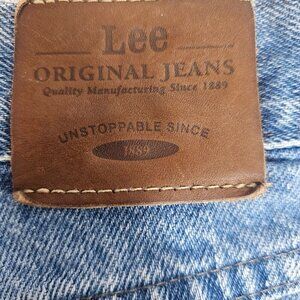 Lee
ORIGINAL JEANS
Quality Manufacturing Since 1889
UNSTOPPABLE SINCE
1889